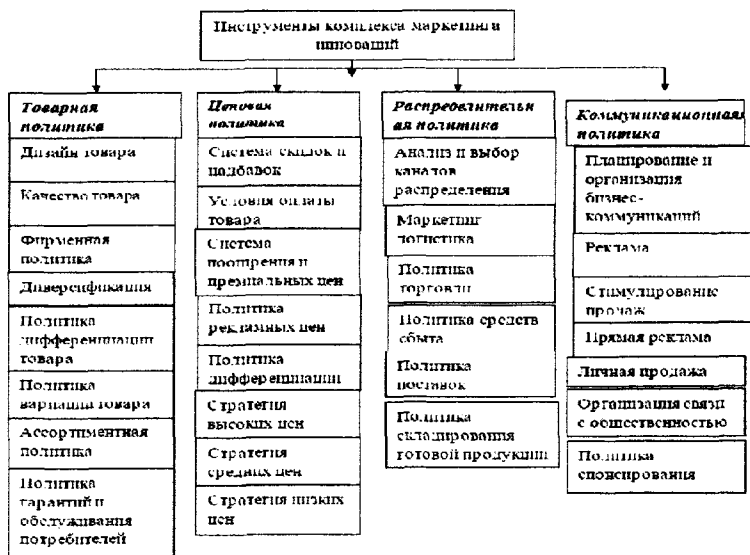 Инструменты комплекса маркетинга
инноваций
Товарная
политика
Дизайн товара
Качество товара
Фирменная
политика
Диверсификация
Политика
дифференциации
товара
Политика
вариации товара
Ассортиментная
политика
Политика
гарантий и
обслуживания
потребителей
Ценовая
политика
Система скидок и
надбавок
Условия оплаты
товара
Система
поощрения и
премиальных цен
Политика
рекламных цен
Политика
дифференциации
Стратегия
высоких цен
Стратегия
средних цен
Стратегия низких
цен
Распределительн
ая политика
Анализ и выбор
каналов
распределения
Маркетинг
логистика
Политика
торговли
Политика средств
сбыта
Политика
поставок
Политика
складирования
готовой продукции
Коммуникационная
политика
Планирование и
организация
бизнес-
коммуникаций
Реклама
Стимулирование
продаж
Прямая реклама
Личная продажа
Организация связи
с общественностью
Политика
спонсирования